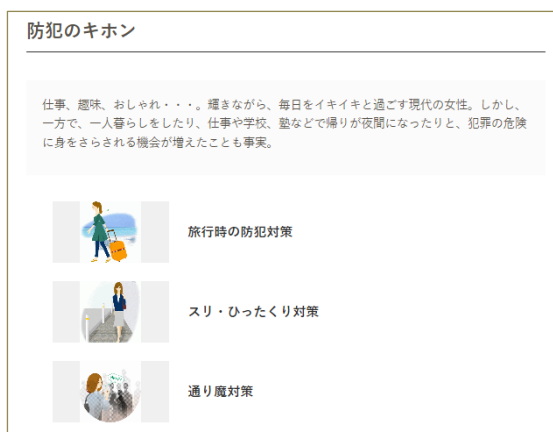 防犯のキホン
仕事、趣味、おしゃれ・・・。輝きながら、毎日をイキイキと過ごす現代の女性。しかし、
一方で、一人暮らしをしたり、仕事や学校、塾などで帰りが夜間になったりと、犯罪の危険
に身をさらされる機会が増えたことも事実。
旅行時の防犯対策
スリ・ひったくり対策
通り魔対策